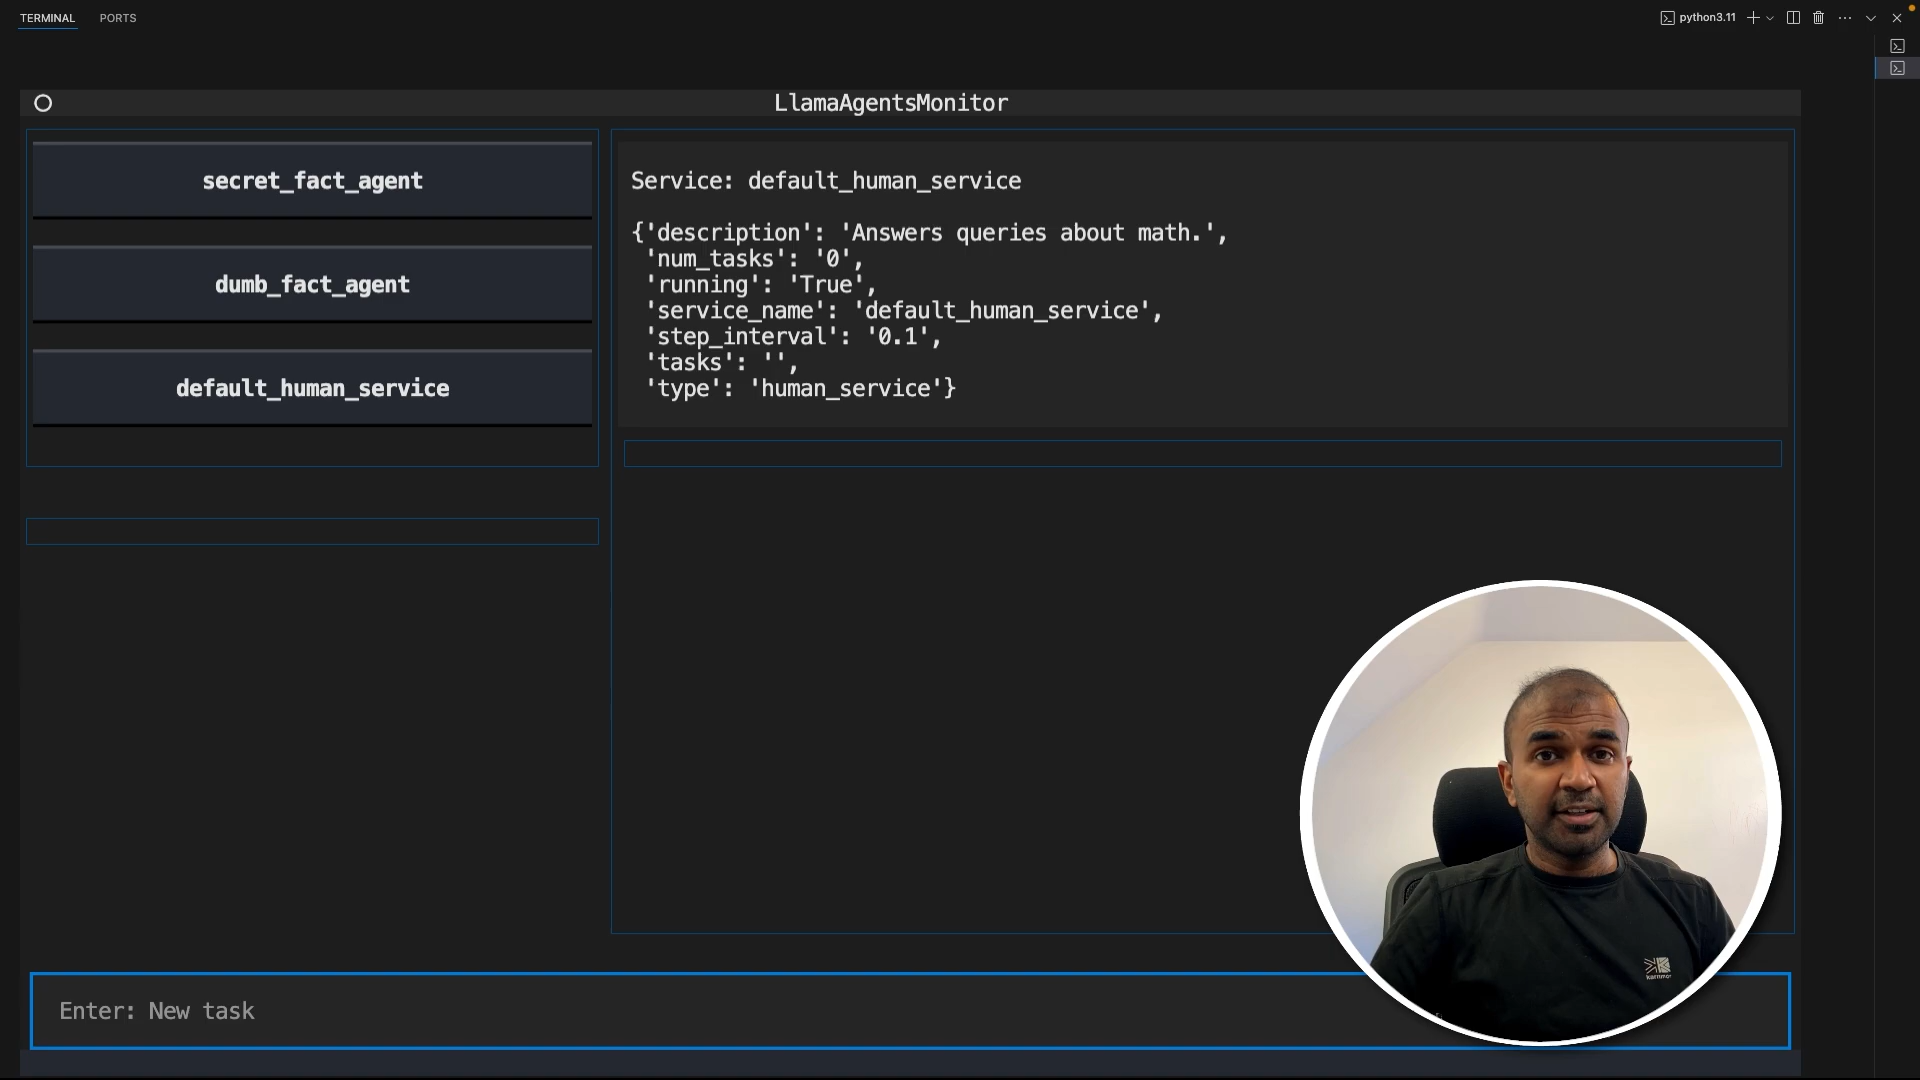 TERMINAL
PORTS
python3.11
LlamaAgentsMonitor
secret_fact_agent
dumb_fact_agent
default_human_service
Service: default_human_service
{'description': 'Answers queries about math.',
'num_tasks': '0',
'running': 'True',
'service_name': 'default_human_service',
'step_interval': '0.1',
'tasks': '',
'type': 'human_service'}
Enter: New task